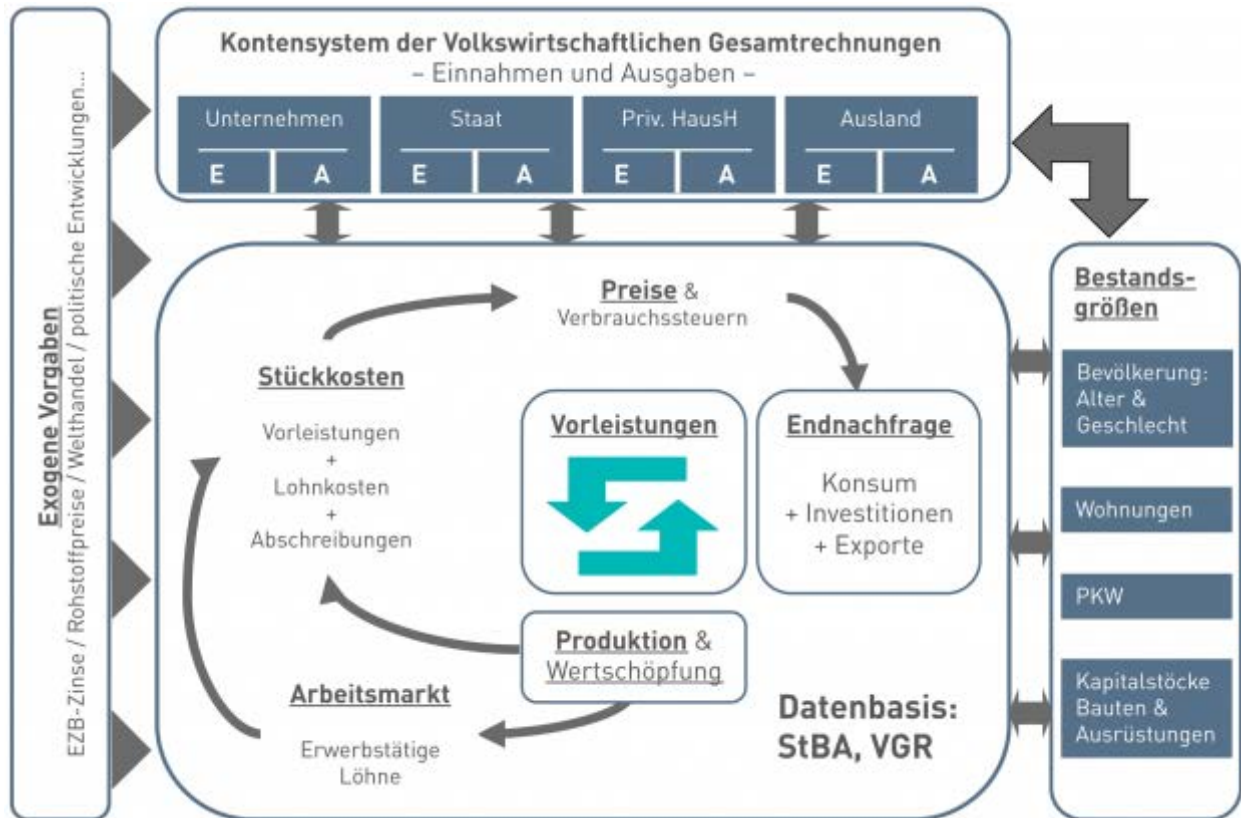 Exogene Vorgaben
EZB-Zinse / Rohstoffpreise / Welthandel / politische Entwicklungen...
Kontensystem der Volkswirtschaftlichen Gesamtrechnungen
– Einnahmen und Ausgaben –
Unternehmen
E A
Staat
E A
Priv. HausH
E A
Ausland
E A
Preise &
Verbrauchssteuern
Stückkosten
Vorleistungen
+
Lohnkosten
+
Abschreibungen
Vorleistungen
Endnachfrage
Konsum
+ Investitionen
+ Exporte
Produktion &
Wertschöpfung
Arbeitsmarkt
Erwerbstätige
Löhne
Datenbasis:
StBA, VGR
Bestands-
größen
Bevölkerung:
Alter &
Geschlecht
Wohnungen
PKW
Kapitalstöcke
Bauten &
Ausrüstungen